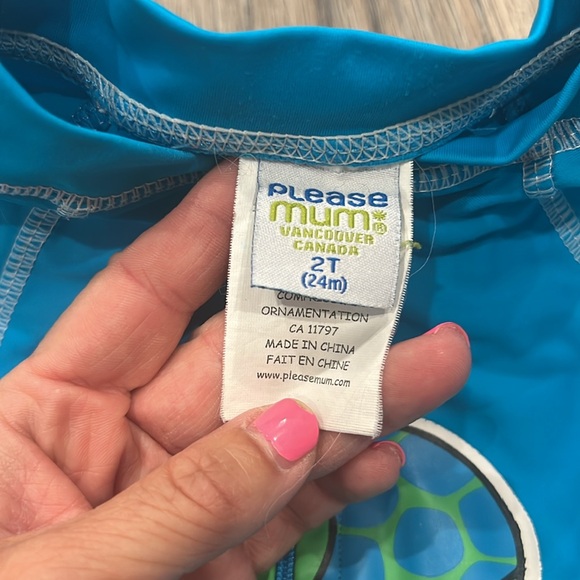 PLEASE
mum®
VANCOUVER
CANADA
2T
(24m)
ORNAMENTATION
CA 11797
MADE IN CHINA
FAIT EN CHINE
www.pleasemum.com